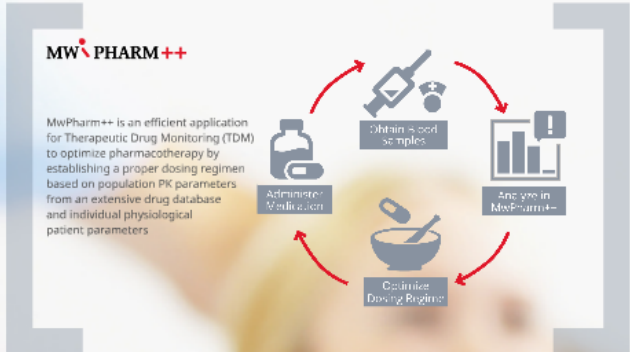 MW PHARM++
MwPharm++ is an efficient application
for Therapeutic Drug Monitoring (TDM)
to optimize pharmacotherapy by
establishing a proper dosing regimen
based on population PK parameters
from an extensive drug database
and individual physiological
patient parameters
Obtain Blood
Samples
Analyze in
MwPharm++
Optimize
Dosing Regime
Administer
Medication